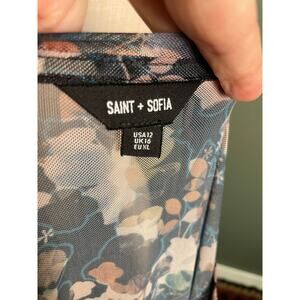 SAINT + SOFIA
USA12
UK16
EUXL